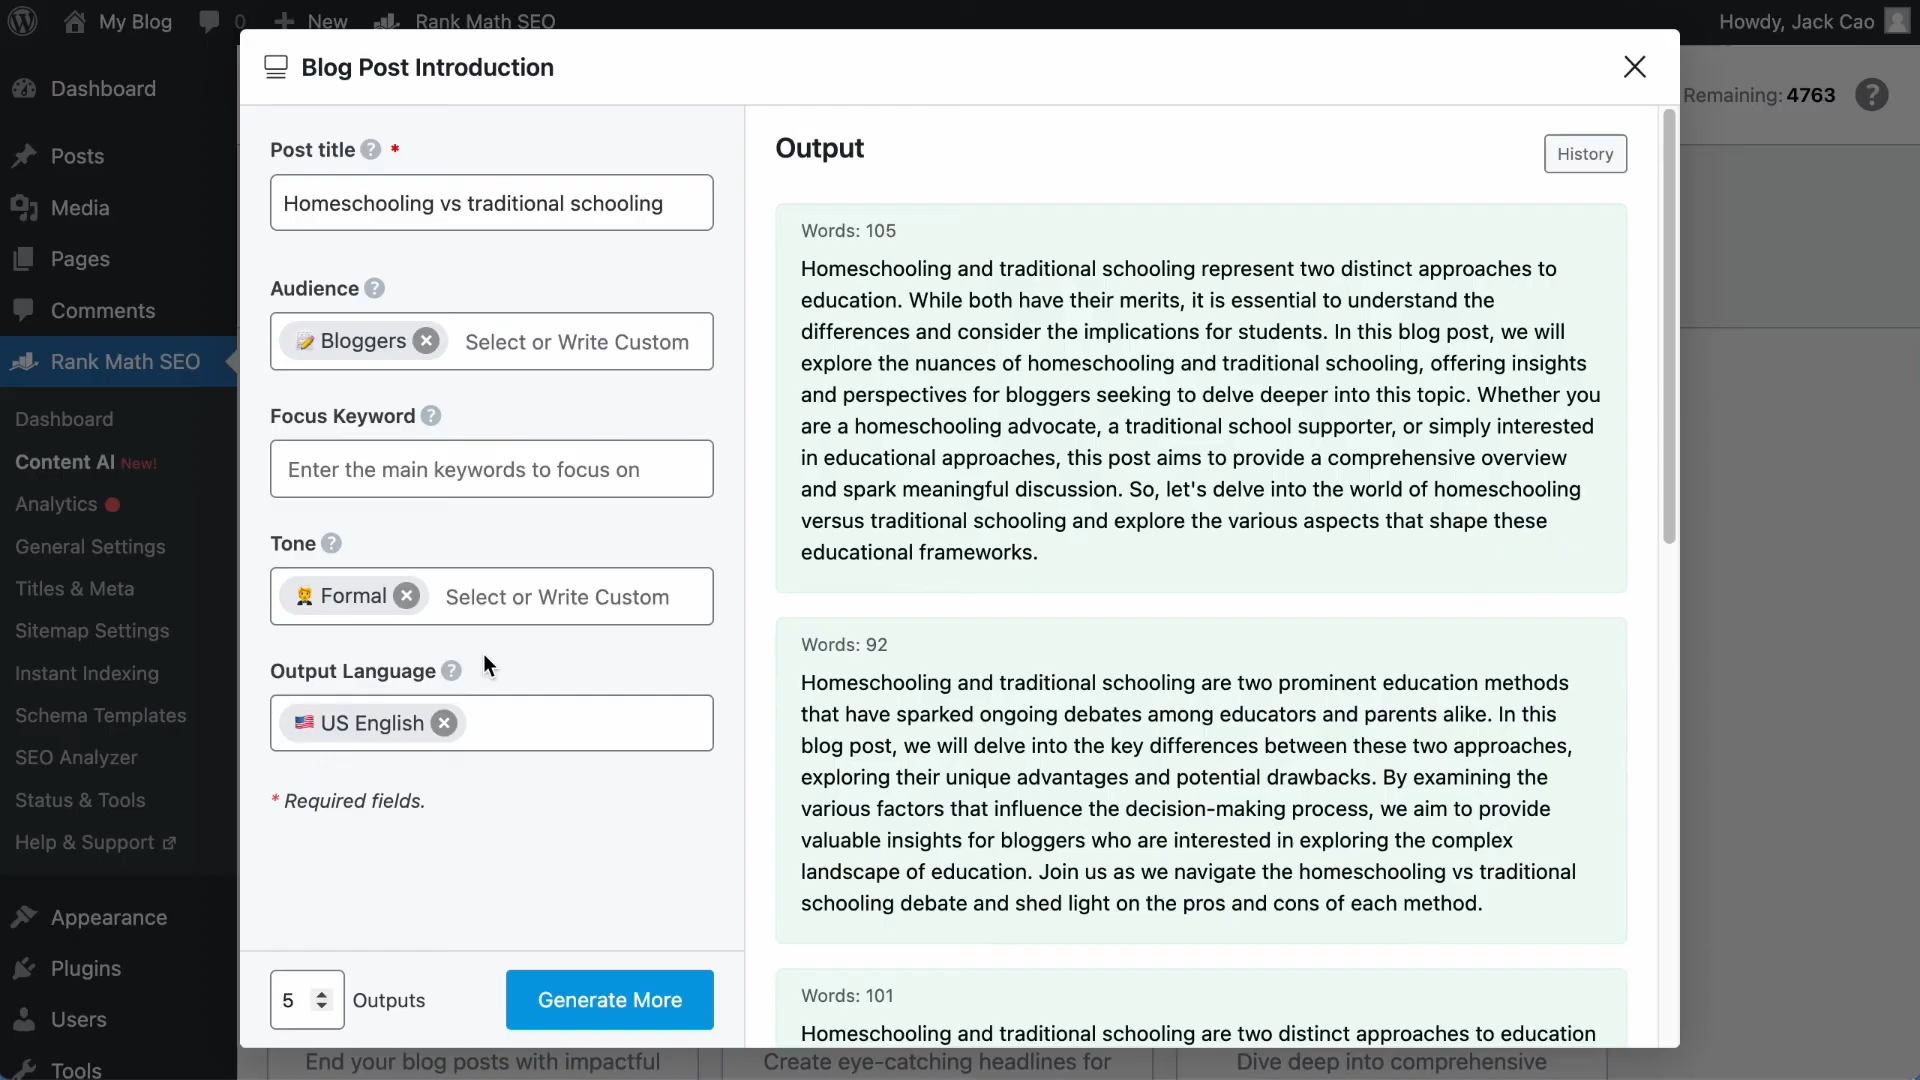 My Blog
0
New
Rank Math SEO
Howdy, Jack Cao
Dashboard
Posts
Media
Pages
Comments
Rank Math SEO
Dashboard
Content AI New!
Analytics
General Settings
Titles & Meta
Sitemap Settings
Instant Indexing
Schema Templates
SEO Analyzer
Status & Tools
Help & Support
Appearance
Plugins
Users
Tools
Remaining: 4763
?
Blog Post Introduction
Post title ? *
Homeschooling vs traditional schooling
Audience ?
Bloggers
Select or Write Custom
Focus Keyword ?
Enter the main keywords to focus on
Tone ?
Formal
Select or Write Custom
Output Language ?
US English
* Required fields.
5
Outputs
Generate More
Output
History
Words: 105
Homeschooling and traditional schooling represent two distinct approaches to
education. While both have their merits, it is essential to understand the
differences and consider the implications for students. In this blog post, we will
explore the nuances of homeschooling and traditional schooling, offering insights
and perspectives for bloggers seeking to delve deeper into this topic. Whether you
are a homeschooling advocate, a traditional school supporter, or simply interested
in educational approaches, this post aims to provide a comprehensive overview
and spark meaningful discussion. So, let's delve into the world of homeschooling
versus traditional schooling and explore the various aspects that shape these
educational frameworks.
Words: 92
Homeschooling and traditional schooling are two prominent education methods
that have sparked ongoing debates among educators and parents alike. In this
blog post, we will delve into the key differences between these two approaches,
exploring their unique advantages and potential drawbacks. By examining the
various factors that influence the decision-making process, we aim to provide
valuable insights for bloggers who are interested in exploring the complex
landscape of education. Join us as we navigate the homeschooling vs traditional
schooling debate and shed light on the pros and cons of each method.
Words: 101
Homeschooling and traditional schooling are two distinct approaches to education
End your blog posts with impactful
Create eye-catching headlines for
Dive deep into comprehensive